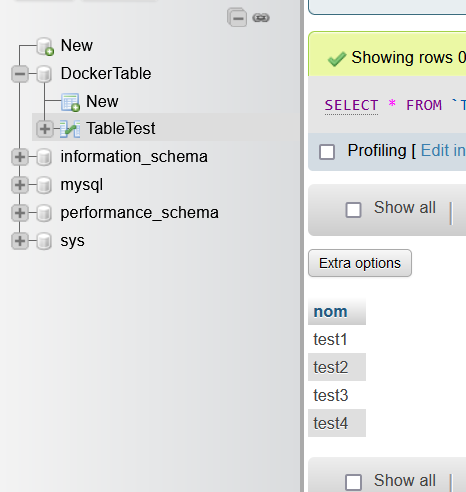 New
DockerTable
New
TableTest
information_schema
mysql
performance_schema
sys
Showing rows 0
SELECT * FROM `T
Profiling [ Edit in
Show all
Extra options
nom
test1
test2
test3
test4
Show all